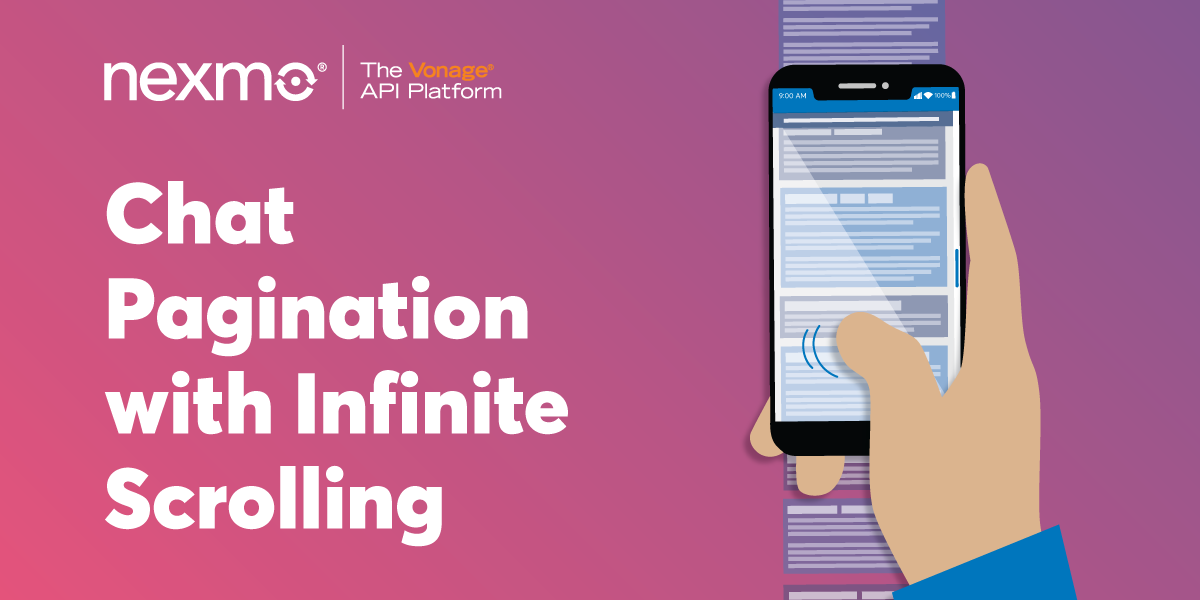 nexmo®
The Vonage®
API Platform
Chat
Pagination
with Infinite
Scrolling
9:00 AM
100%